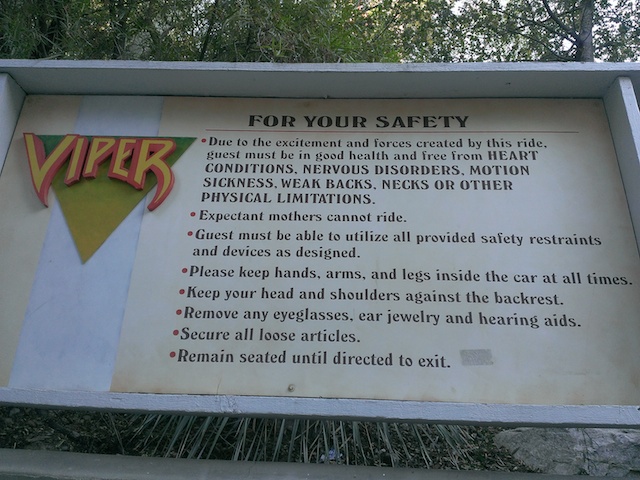 VIPER
FOR YOUR SAFETY
•Due to the excitement and forces created by this ride,
guest must be in good health and free from HEART
CONDITIONS, NERVOUS DISORDERS, MOTION
SICKNESS, WEAK BACKS, NECKS OR OTHER
PHYSICAL LIMITATIONS.
•Expectant mothers cannot ride.
•Guest must be able to utilize all provided safety restraints
and devices as designed.
•Please keep hands, arms, and legs inside the car at all times.
•Keep your head and shoulders against the backrest.
•Remove any eyeglasses, ear jewelry and hearing aids.
•Secure all loose articles.
•Remain seated until directed to exit.